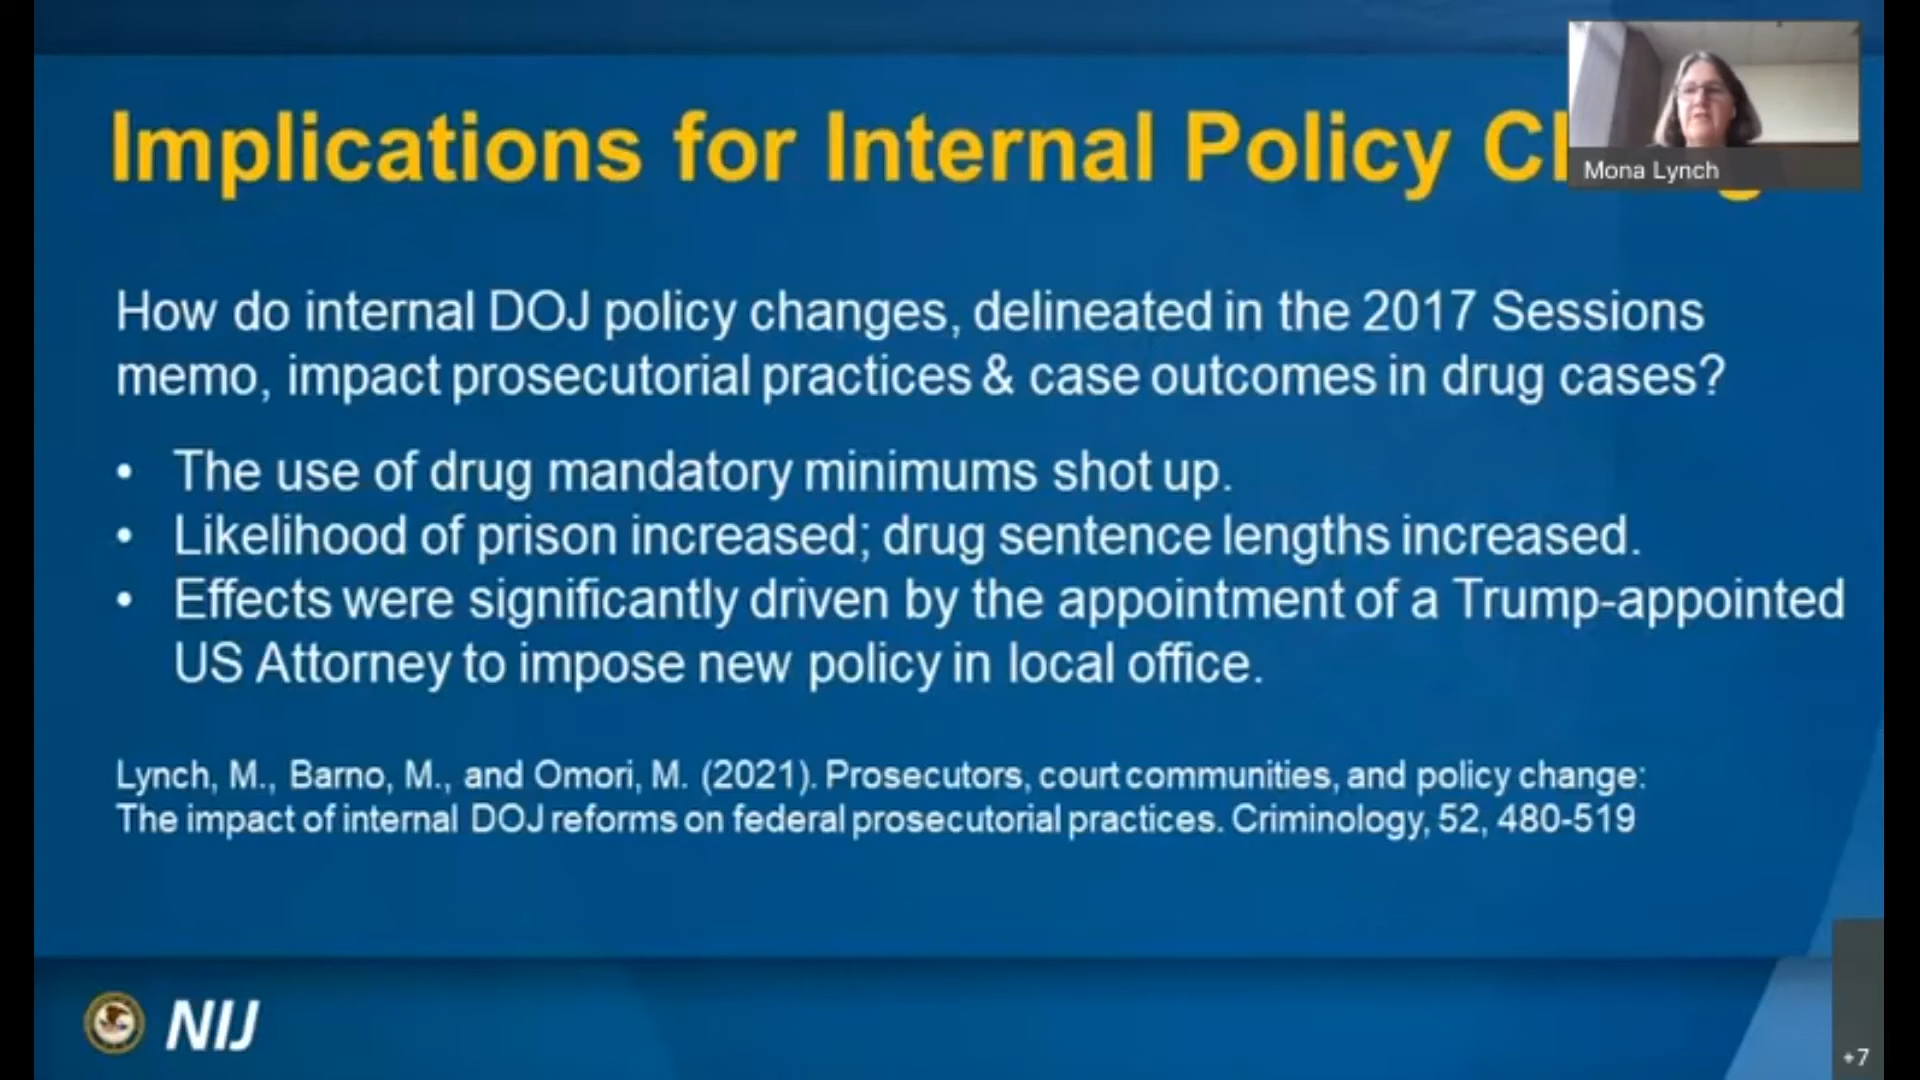 Implications for Internal Policy
Mona Lynch
How do internal DOJ policy changes, delineated in the 2017 Sessions
memo, impact prosecutorial practices & case outcomes in drug cases?
• The use of drug mandatory minimums shot up.
• Likelihood of prison increased; drug sentence lengths increased.
• Effects were significantly driven by the appointment of a Trump-appointed
US Attorney to impose new policy in local office.
Lynch, M., Barno, M., and Omori, M. (2021). Prosecutors, court communities, and policy change:
The impact of internal DOJ reforms on federal prosecutorial practices. Criminology, 52, 480-519
NIJ
+7